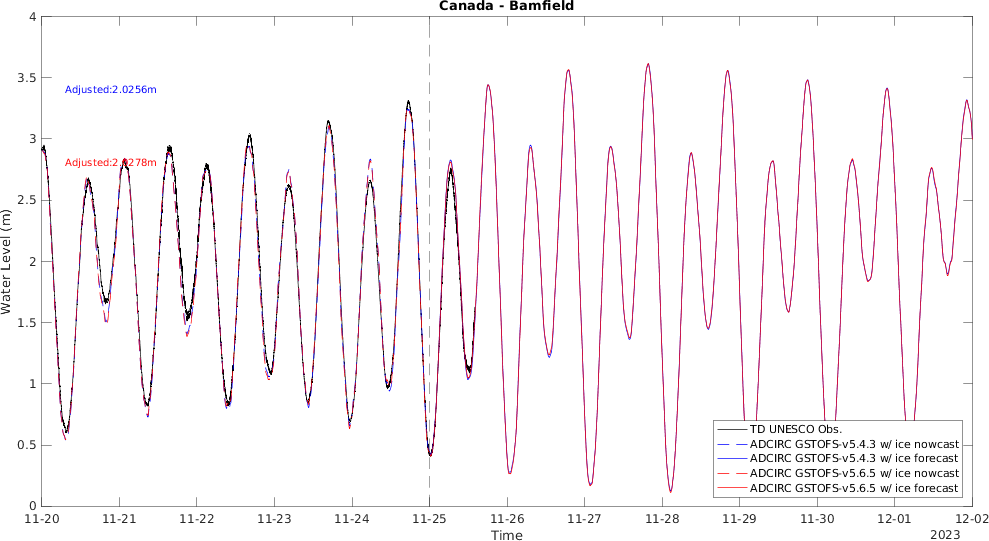 Canada - Bamfield
4
3.5
3
2.5
2
1.5
1
0.5
0
Water Level (m)
Adjusted:2.0256m
Adjusted:2.0278m
TD UNESCO Obs.
ADCIRC GSTOFS-v5.4.3 w/ ice nowcast
ADCIRC GSTOFS-v5.4.3 w/ ice forecast
ADCIRC GSTOFS-v5.6.5 w/ ice nowcast
ADCIRC GSTOFS-v5.6.5 w/ ice forecast
11-20 11-21 11-22 11-23 11-24 11-25 11-26 11-27 11-28 11-29 11-30 12-01 12-02
Time
2023